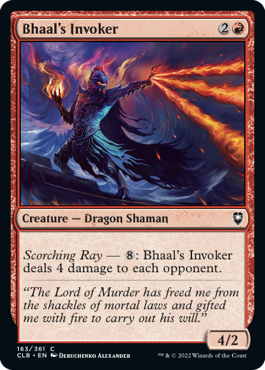 Bhaal's Invoker 2
Creature — Dragon Shaman
Scorching Ray — 8: Bhaal's Invoker
deals 4 damage to each opponent.
"The Lord of Murder has freed me from
the shackles of mortal laws and gifted
me with fire to carry out his will."
4/2
163/361 C
CLB • EN Deruchenko Alexander
™ & © 2022 Wizards of the Coast